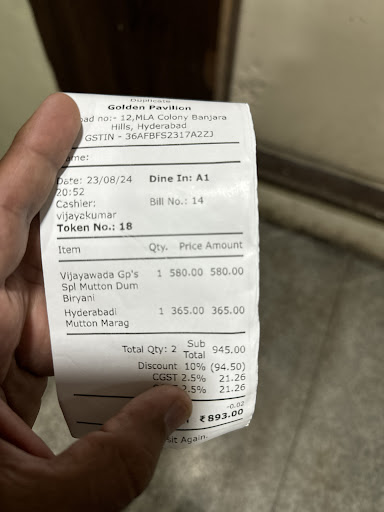 Duplicate
Golden Pavilion
ad no:- 12,MLA Colony Banjara
Hills, Hyderabad
GSTIN - 36AFBFS2317A2ZJ
me:
Date: 23/08/24 Dine In: A1
20:52
Cashier: Bill No.: 14
vijayakumar
Token No.: 18
Item Qty. Price Amount
Vijayawada Gp's 1 580.00 580.00
Spl Mutton Dum
Biryani
Hyderabadi 1 365.00 365.00
Mutton Marag
Total Qty: 2 Sub Total 945.00
Discount 10% (94.50)
CGST 2.5% 21.26
2.5% 21.26
-0.02
₹893.00
sit Again.